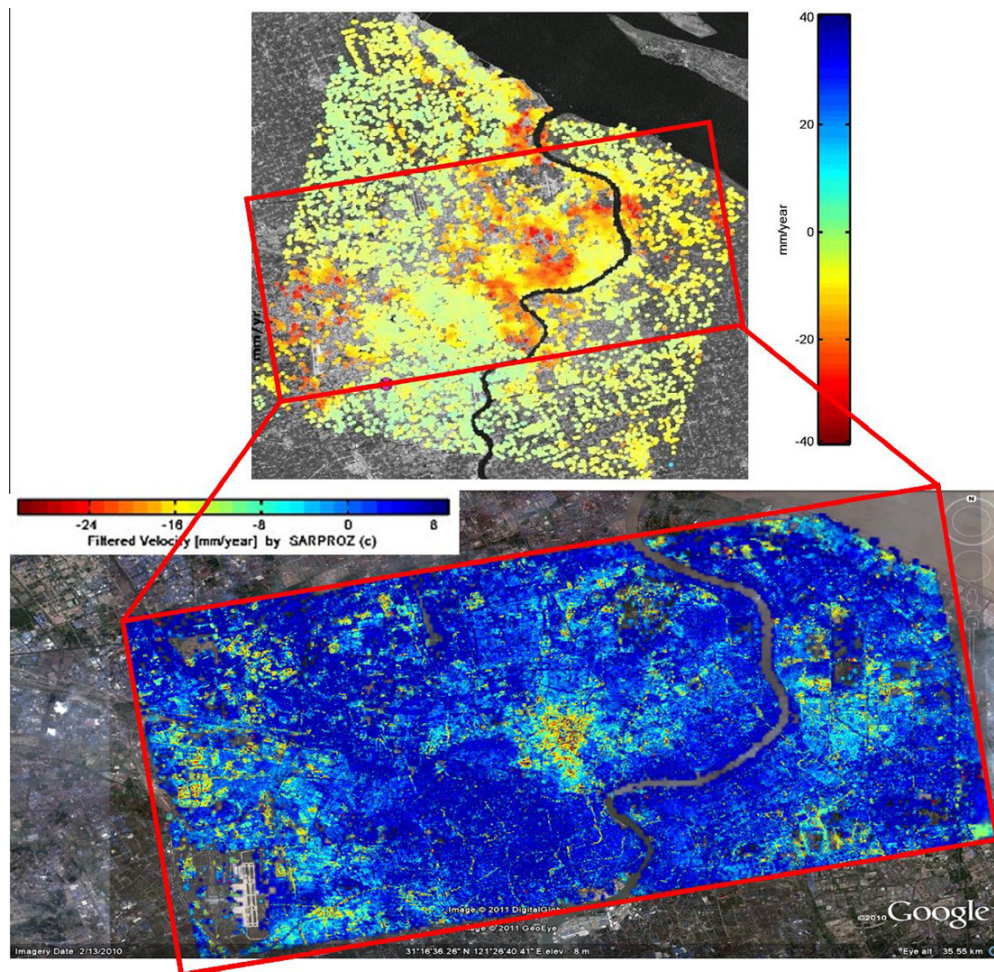 40
20
0
-20
-40
mm/year
mm / yr
-24 -16 -8 0 8
Filtered Velocity [mm/year] by SARPROZ (c)
N
Image © 2011 DigitalGlobe
Image © 2011 GeoEye
©2010 Google
Imagery Date: 2/13/2010
31°16'36.26" N 121°26'40.41" E elev 8 m
Eye alt 35.55 km